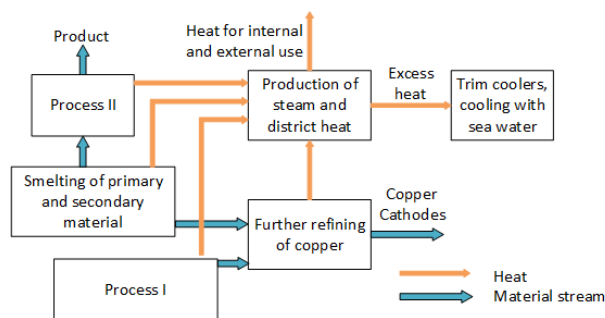 Product
Heat for internal
and external use
Process II
Production of
steam and
district heat
Excess
heat
Trim coolers,
cooling with
sea water
Smelting of primary
and secondary
material
Further refining
of copper
Copper
Cathodes
Process I
Heat
Material stream